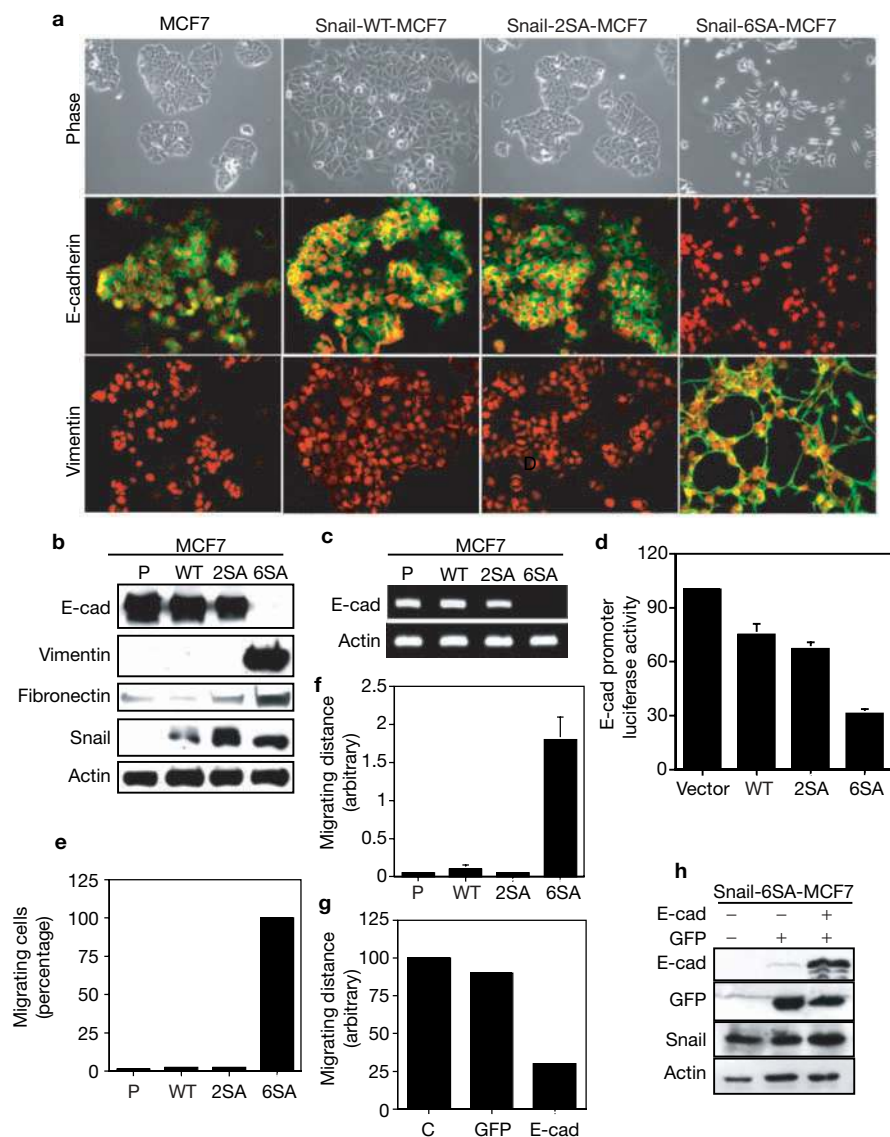 a
MCF7 Snail-WT-MCF7 Snail-2SA-MCF7 Snail-6SA-MCF7
Phase
E-cadherin
Vimentin
D
b
MCF7
P WT 2SA 6SA
E-cad
Vimentin
Fibronectin
Snail
Actin
c
MCF7
P WT 2SA 6SA
E-cad
Actin
d
E-cad promoter
luciferase activity
120
90
60
30
0
Vector WT 2SA 6SA
e
Migrating cells
(percentage)
125
100
75
50
25
0
P WT 2SA 6SA
f
Migrating distance
(arbitrary)
2.5
2
1.5
1
0.5
0
P WT 2SA 6SA
g
Migrating distance
(arbitrary)
125
100
75
50
25
0
C GFP E-cad
h
Snail-6SA-MCF7
E-cad – – +
GFP – + +
E-cad
GFP
Snail
Actin